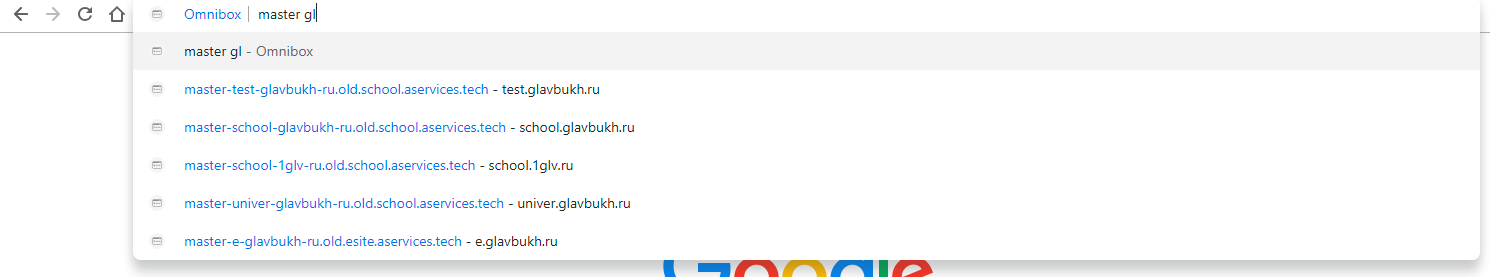 Omnibox | master gl
master gl - Omnibox
master-test-glavbukh-ru.old.school.aservices.tech - test.glavbukh.ru
master-school-glavbukh-ru.old.school.aservices.tech - school.glavbukh.ru
master-school-1glv-ru.old.school.aservices.tech - school.1glv.ru
master-univer-glavbukh-ru.old.school.aservices.tech - univer.glavbukh.ru
master-e-glavbukh-ru.old.esite.aservices.tech - e.glavbukh.ru
Google